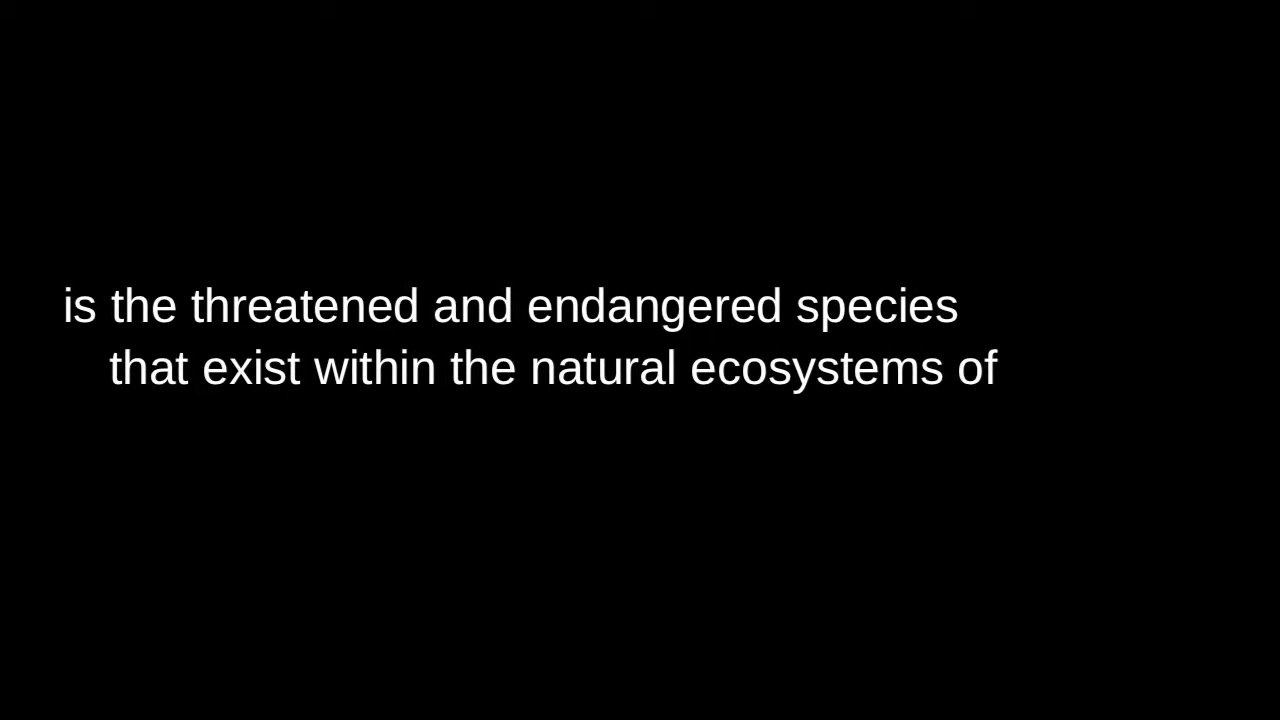 is the threatened and endangered species
that exist within the natural ecosystems of